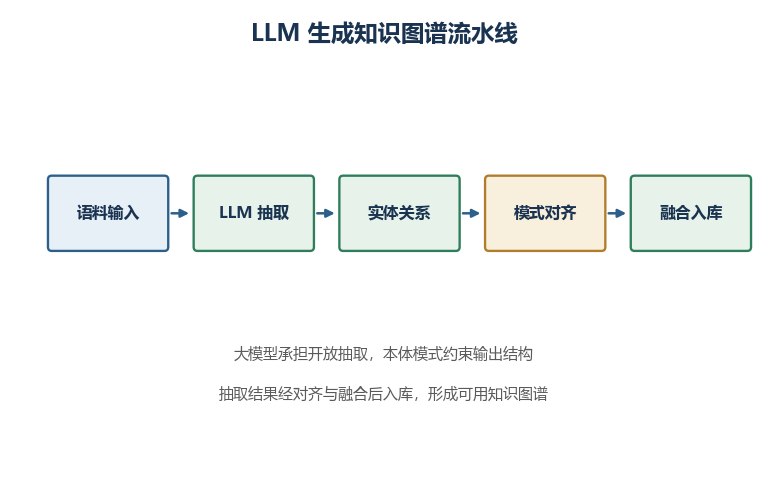 LLM 生成知识图谱流水线
语料输入
LLM 抽取
实体关系
模式对齐
融合入库
大模型承担开放抽取，本体模式约束输出结构
抽取结果经对齐与融合后入库，形成可用知识图谱